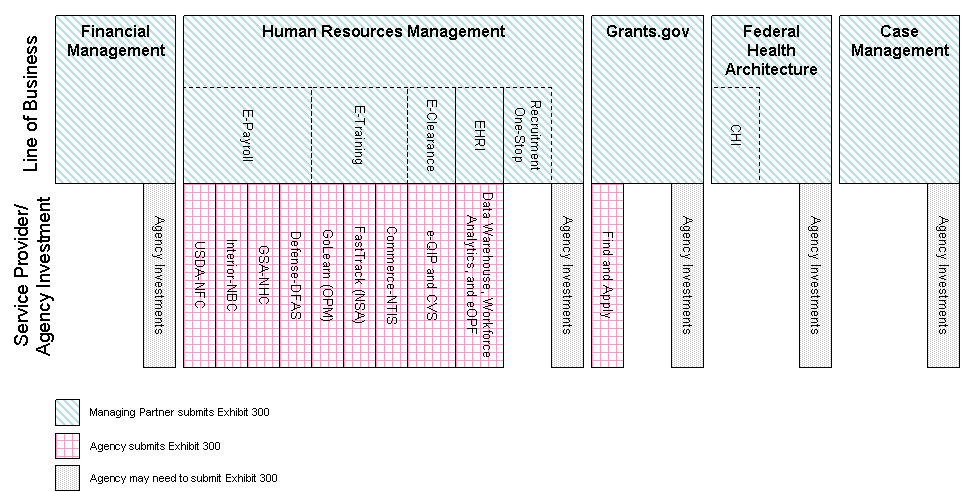 Line of Business
Financial
Management
Human Resources Management
Grants.gov
Federal
Health
Architecture
Case
Management
E-Payroll
E-Training
E-Clearance
EHRI
Recruitment
One-Stop
CHI
Service Provider/
Agency Investment
Agency Investments
USDA-NFC
Interior-NBC
GSA-NHC
Defense-DFAS
GoLearn (OPM)
FastTrack (NSA)
Commerce-NTIS
e-QIP and CVS
Data Warehouse, Workforce
Analytics, and eOPF
Agency Investments
Find and Apply
Agency Investments
Agency Investments
Agency Investments
Managing Partner submits Exhibit 300
Agency submits Exhibit 300
Agency may need to submit Exhibit 300